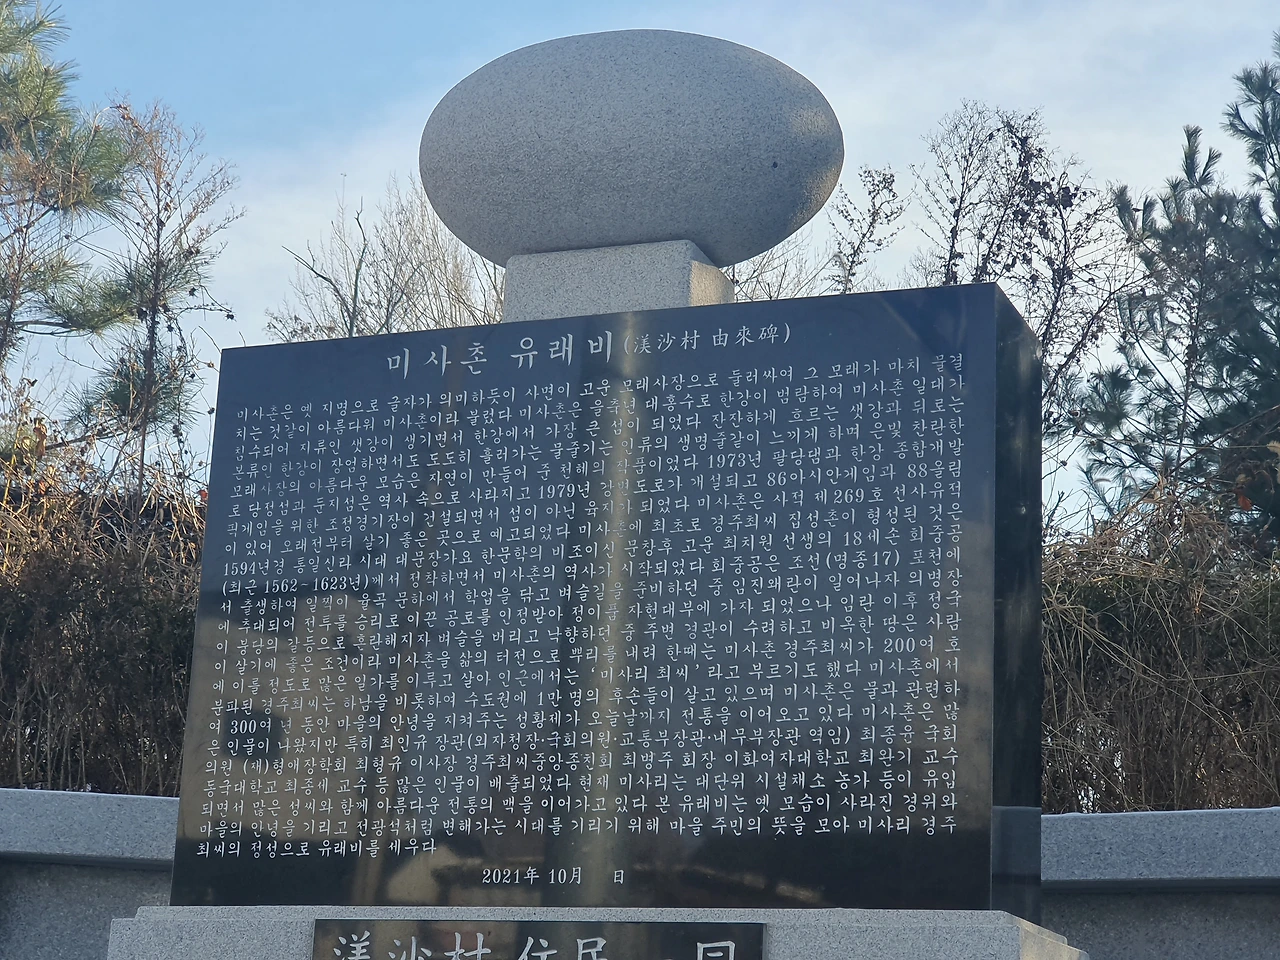 미사촌 유래비 (渼沙村 由來碑)
미사촌은 옛 지명으로 글자가 의미하듯이 사면이 고운 모래사장으로 둘러싸여 그 모래가 마치 물결
치는 것같이 아름다워 미사촌이라 불렀다 미사촌은 을축년 대홍수로 한강이 범람하여 미사촌 일대가
침수되어 지류인 샛강이 생기면서 한강에서 가장 큰 섬이 되었다 잔잔하게 흐르는 샛강과 뒤로는
본류인 한강이 장엄하면서도 도도히 흘러가는 물줄기는 인류의 생명 줄같이 느끼게 하며 은빛 찬란한
모래사장의 아름다운 모습은 자연이 만들어 준 천혜의 작품이었다 1973년 팔당댐과 한강 종합개발
로 당정섬과 둔지섬은 역사 속으로 사라지고 1979년 강변도로가 개설되고 86아시안게임과 88올림
픽게임을 위한 조정경기장이 건설되면서 섬이 아닌 육지가 되었다 미사촌은 사적 제269호 선사유적
이 있어 오래전부터 살기 좋은 곳으로 예고되었다 미사촌에 최초로 경주최씨 집성촌이 형성된 것은
1591년경 통일신라 시대 대문장가요 한문학의 비조이신 문창후 고운 최치원 선생의 18세손 회숭공
(최근 1562~1623년)께서 정착하면서 미사촌의 역사가 시작되었다 회숭공은 조선(명종17) 포천에
서 출생하여 일찍이 율곡 문하에서 학업을 닦고 벼슬길을 준비하던 중 임진왜란이 일어나자 의병장
에 추대되어 전투를 승리로 이끈 공로를 인정받아 정이품 자헌대부에 가자 되었으나 임란 이후 정국
이 붕당의 갈등으로 혼란해지자 벼슬을 버리고 낙향하던 중 주변 경관이 수려하고 비옥한 땅은 사람
이 살기에 좋은 조건이라 미사촌을 삶의 터전으로 뿌리를 내려 한때는 미사촌 경주최씨가 200여 호
에 이를 정도로 많은 일가를 이루고 살아 인근에서는 '미사리 최씨' 라고 부르기도 했다 미사촌에서
분파된 경주최씨는 하남을 비롯하여 수도권에 1만 명의 후손들이 살고 있으며 미사촌은 물과 관련하
여 300여 년 동안 마을의 안녕을 지켜주는 성황제가 오늘날까지 전통을 이어오고 있다 미사촌은 많
은 인물이 나왔지만 특히 최인규 장관(외자청장·국회의원·교통부장관·내무부장관 역임) 최종윤 국회
의원 (재)형애장학회 최형규 이사장 경주최씨중앙종친회 최병주 회장 이화여자대학교 최완기 교수
동국대학교 최종세 교수 등 많은 인물이 배출되었다 현재 미사리는 대단위 시설채소 농가 등이 유입
되면서 많은 성씨와 함께 아름다운 전통의 맥을 이어가고 있다 본 유래비는 옛 모습이 사라진 경위와
마을의 안녕을 기리고 전광석처럼 변해가는 시대를 기리기 위해 마을 주민의 뜻을 모아 미사리 경주
최씨의 정성으로 유래비를 세우다
2021年 10月 日
渼沙村 住民 一同